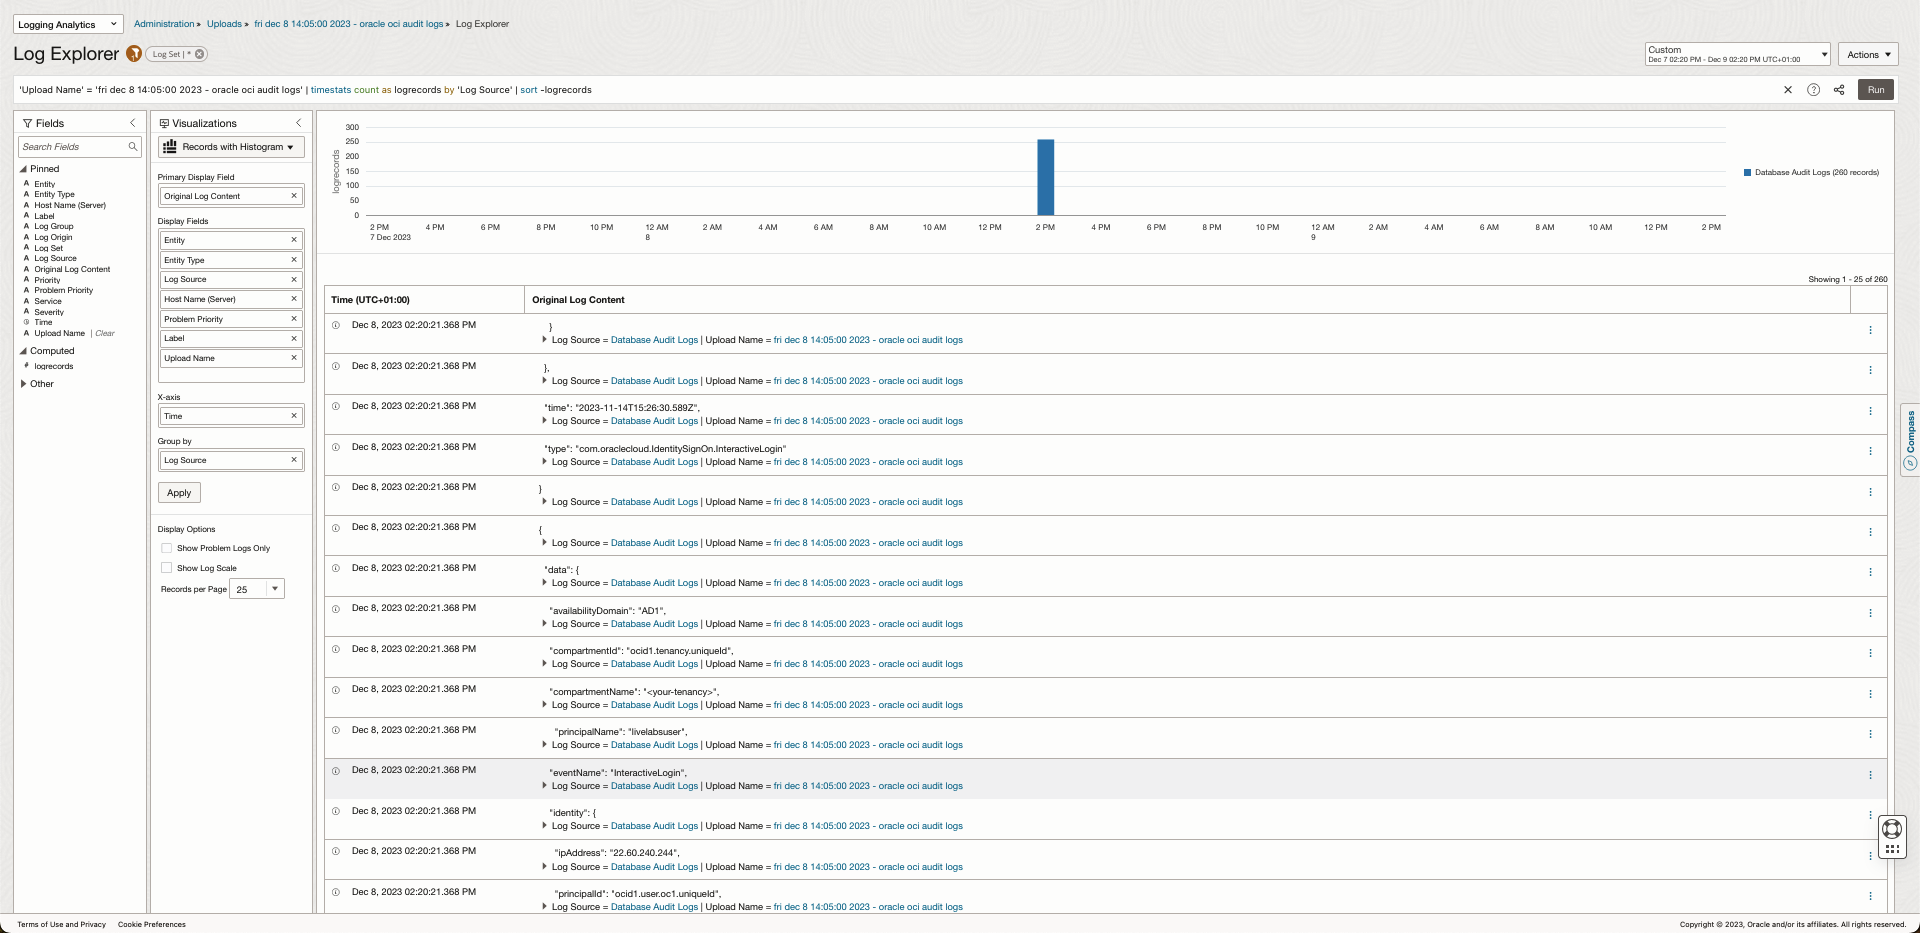 Logging Analytics
Administration » Uploads » fri dec 8 14:05:00 2023 - oracle oci audit logs » Log Explorer
Log Explorer
Log Set | *
Custom
Dec 7 02:20 PM - Dec 9 02:20 PM UTC+01:00
Actions
'Upload Name' = 'fri dec 8 14:05:00 2023 - oracle oci audit logs' | timestats count as logrecords by 'Log Source' | sort -logrecords
Run
Fields
Search Fields
Pinned
A Entity
A Entity Type
A Host Name (Server)
A Label
A Log Group
A Log Origin
A Log Set
A Log Source
A Original Log Content
A Priority
A Problem Priority
A Service
A Severity
Time
A Upload Name | Clear
Computed
# logrecords
Other
Visualizations
Records with Histogram
Primary Display Field
Original Log Content
Display Fields
Entity
Entity Type
Log Source
Host Name (Server)
Problem Priority
Label
Upload Name
X-axis
Time
Group by
Log Source
Apply
Display Options
Show Problem Logs Only
Show Log Scale
Records per Page 25
logrecords
300
250
200
150
100
50
0
2 PM 4 PM 6 PM 8 PM 10 PM 12 AM 2 AM 4 AM 6 AM 8 AM 10 AM 12 PM 2 PM 4 PM 6 PM 8 PM 10 PM 12 AM 2 AM 4 AM 6 AM 8 AM 10 AM 12 PM 2 PM
7 Dec 2023 8 9
Database Audit Logs (260 records)
Showing 1 - 25 of 260
Time (UTC+01:00) Original Log Content
Dec 8, 2023 02:20:21.368 PM }
Log Source = Database Audit Logs | Upload Name = fri dec 8 14:05:00 2023 - oracle oci audit logs
Dec 8, 2023 02:20:21.368 PM },
Log Source = Database Audit Logs | Upload Name = fri dec 8 14:05:00 2023 - oracle oci audit logs
Dec 8, 2023 02:20:21.368 PM "time": "2023-11-14T15:26:30.589Z",
Log Source = Database Audit Logs | Upload Name = fri dec 8 14:05:00 2023 - oracle oci audit logs
Dec 8, 2023 02:20:21.368 PM "type": "com.oraclecloud.IdentitySignOn.InteractiveLogin"
Log Source = Database Audit Logs | Upload Name = fri dec 8 14:05:00 2023 - oracle oci audit logs
Dec 8, 2023 02:20:21.368 PM }
Log Source = Database Audit Logs | Upload Name = fri dec 8 14:05:00 2023 - oracle oci audit logs
Dec 8, 2023 02:20:21.368 PM {
Log Source = Database Audit Logs | Upload Name = fri dec 8 14:05:00 2023 - oracle oci audit logs
Dec 8, 2023 02:20:21.368 PM "data": {
Log Source = Database Audit Logs | Upload Name = fri dec 8 14:05:00 2023 - oracle oci audit logs
Dec 8, 2023 02:20:21.368 PM "availabilityDomain": "AD1",
Log Source = Database Audit Logs | Upload Name = fri dec 8 14:05:00 2023 - oracle oci audit logs
Dec 8, 2023 02:20:21.368 PM "compartmentId": "ocid1.tenancy.uniqueId",
Log Source = Database Audit Logs | Upload Name = fri dec 8 14:05:00 2023 - oracle oci audit logs
Dec 8, 2023 02:20:21.368 PM "compartmentName": "<your-tenancy>",
Log Source = Database Audit Logs | Upload Name = fri dec 8 14:05:00 2023 - oracle oci audit logs
Dec 8, 2023 02:20:21.368 PM "principalName": "livelabsuser",
Log Source = Database Audit Logs | Upload Name = fri dec 8 14:05:00 2023 - oracle oci audit logs
Dec 8, 2023 02:20:21.368 PM "eventName": "InteractiveLogin",
Log Source = Database Audit Logs | Upload Name = fri dec 8 14:05:00 2023 - oracle oci audit logs
Dec 8, 2023 02:20:21.368 PM "identity": {
Log Source = Database Audit Logs | Upload Name = fri dec 8 14:05:00 2023 - oracle oci audit logs
Dec 8, 2023 02:20:21.368 PM "ipAddress": "22.60.240.244",
Log Source = Database Audit Logs | Upload Name = fri dec 8 14:05:00 2023 - oracle oci audit logs
Dec 8, 2023 02:20:21.368 PM "principalId": "ocid1.user.oc1.uniqueId",
Log Source = Database Audit Logs | Upload Name = fri dec 8 14:05:00 2023 - oracle oci audit logs
Compass
Terms of Use and Privacy Cookie Preferences
Copyright © 2023, Oracle and/or its affiliates. All rights reserved.